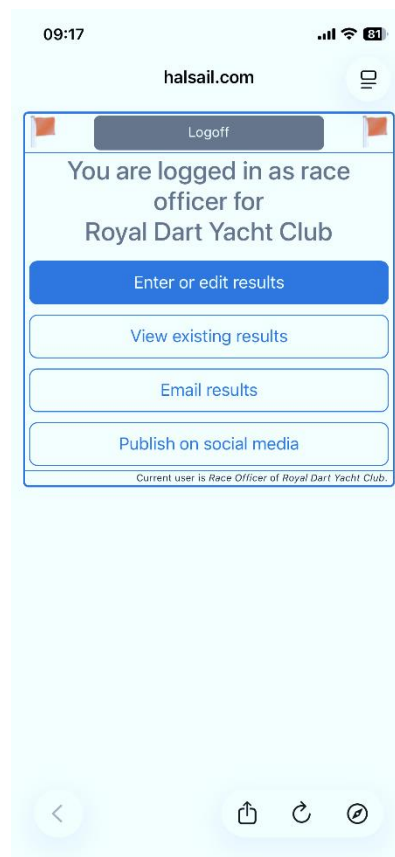 09:17
81
halsail.com
Logoff
You are logged in as race
officer for
Royal Dart Yacht Club
Enter or edit results
View existing results
Email results
Publish on social media
Current user is Race Officer of Royal Dart Yacht Club.